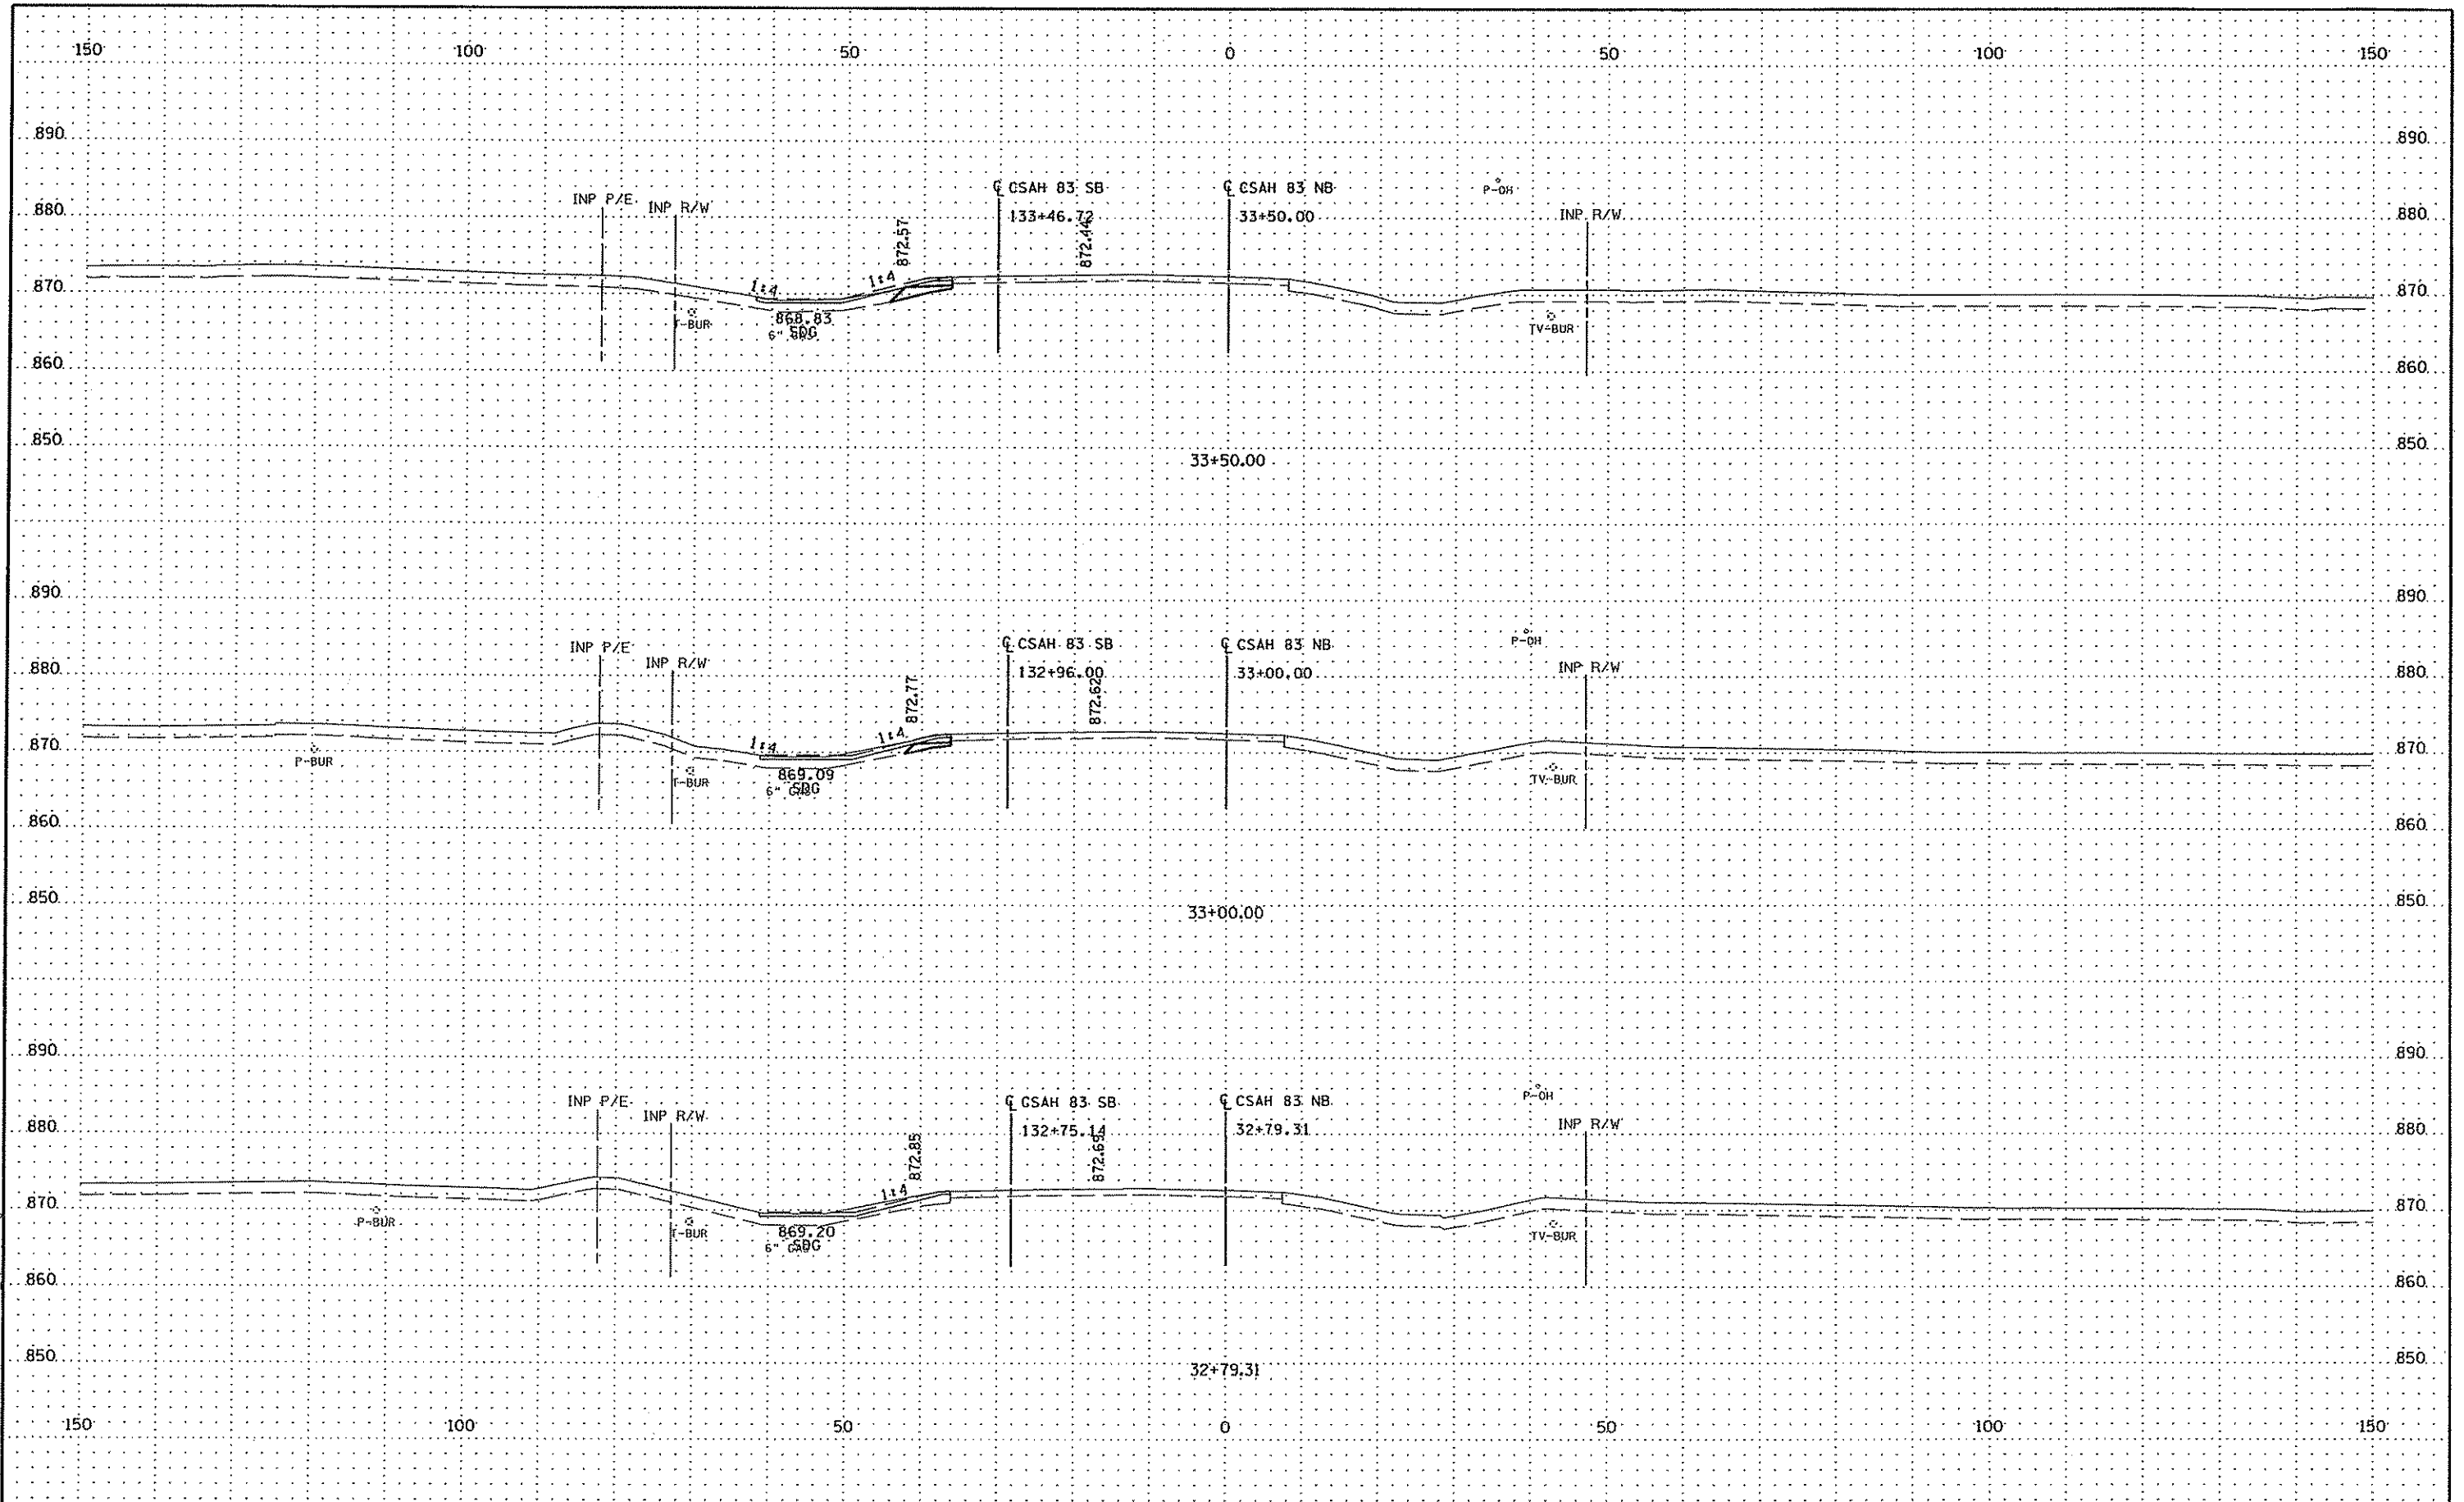 150 100 50 0 50 100 150
890 890
CSAH 83 SB CSAH 83 NB P-OH
INP P/E INP R/W
880 133+46.72 33+50.00 INP R/W 880
872.57 872.44
870 1:4 1:4 870
868.83
T-BUR TV-BUR
6" SDG
860 860
850 850
33+50.00
890 890
INP P/E CSAH 83 SB CSAH 83 NB P-OH
INP R/W INP R/W
880 132+96.00 33+00.00 880
872.77 872.62
870 1:4 1:4 870
P-BUR
869.09
T-BUR TV-BUR
6" SDG
860 860
850 850
33+00.00
890 890
P-OH
INP P/E CSAH 83 SB CSAH 83 NB
INP R/W INP R/W
880 132+75.14 32+79.31 880
872.85 872.69
1:4
870 870
P-BUR
869.20
T-BUR TV-BUR
6" SDG
860 860
850 850
32+79.31
150 100 50 0 50 100 150